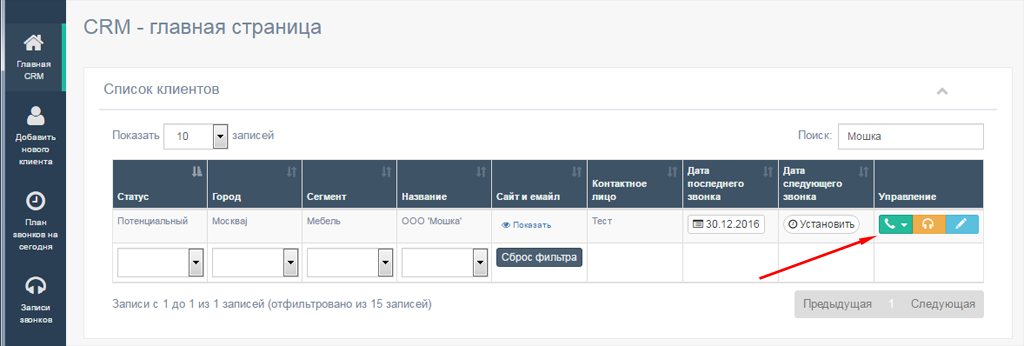 CRM - главная страница
Главная
CRM
Добавить
нового
клиента
План
звонков на
сегодня
Записи
звонков
Список клиентов
Показать 10 записей
Поиск: Мошка
Статус Город Сегмент Название Сайт и емайл Контактное лицо Дата последнего звонка Дата следующего звонка Управление
Потенциальный Москвај Мебель ООО 'Мошка' Показать Тест 30.12.2016 Установить
Сброс фильтра
Записи с 1 до 1 из 1 записей (отфильтровано из 15 записей)
Предыдущая 1 Следующая